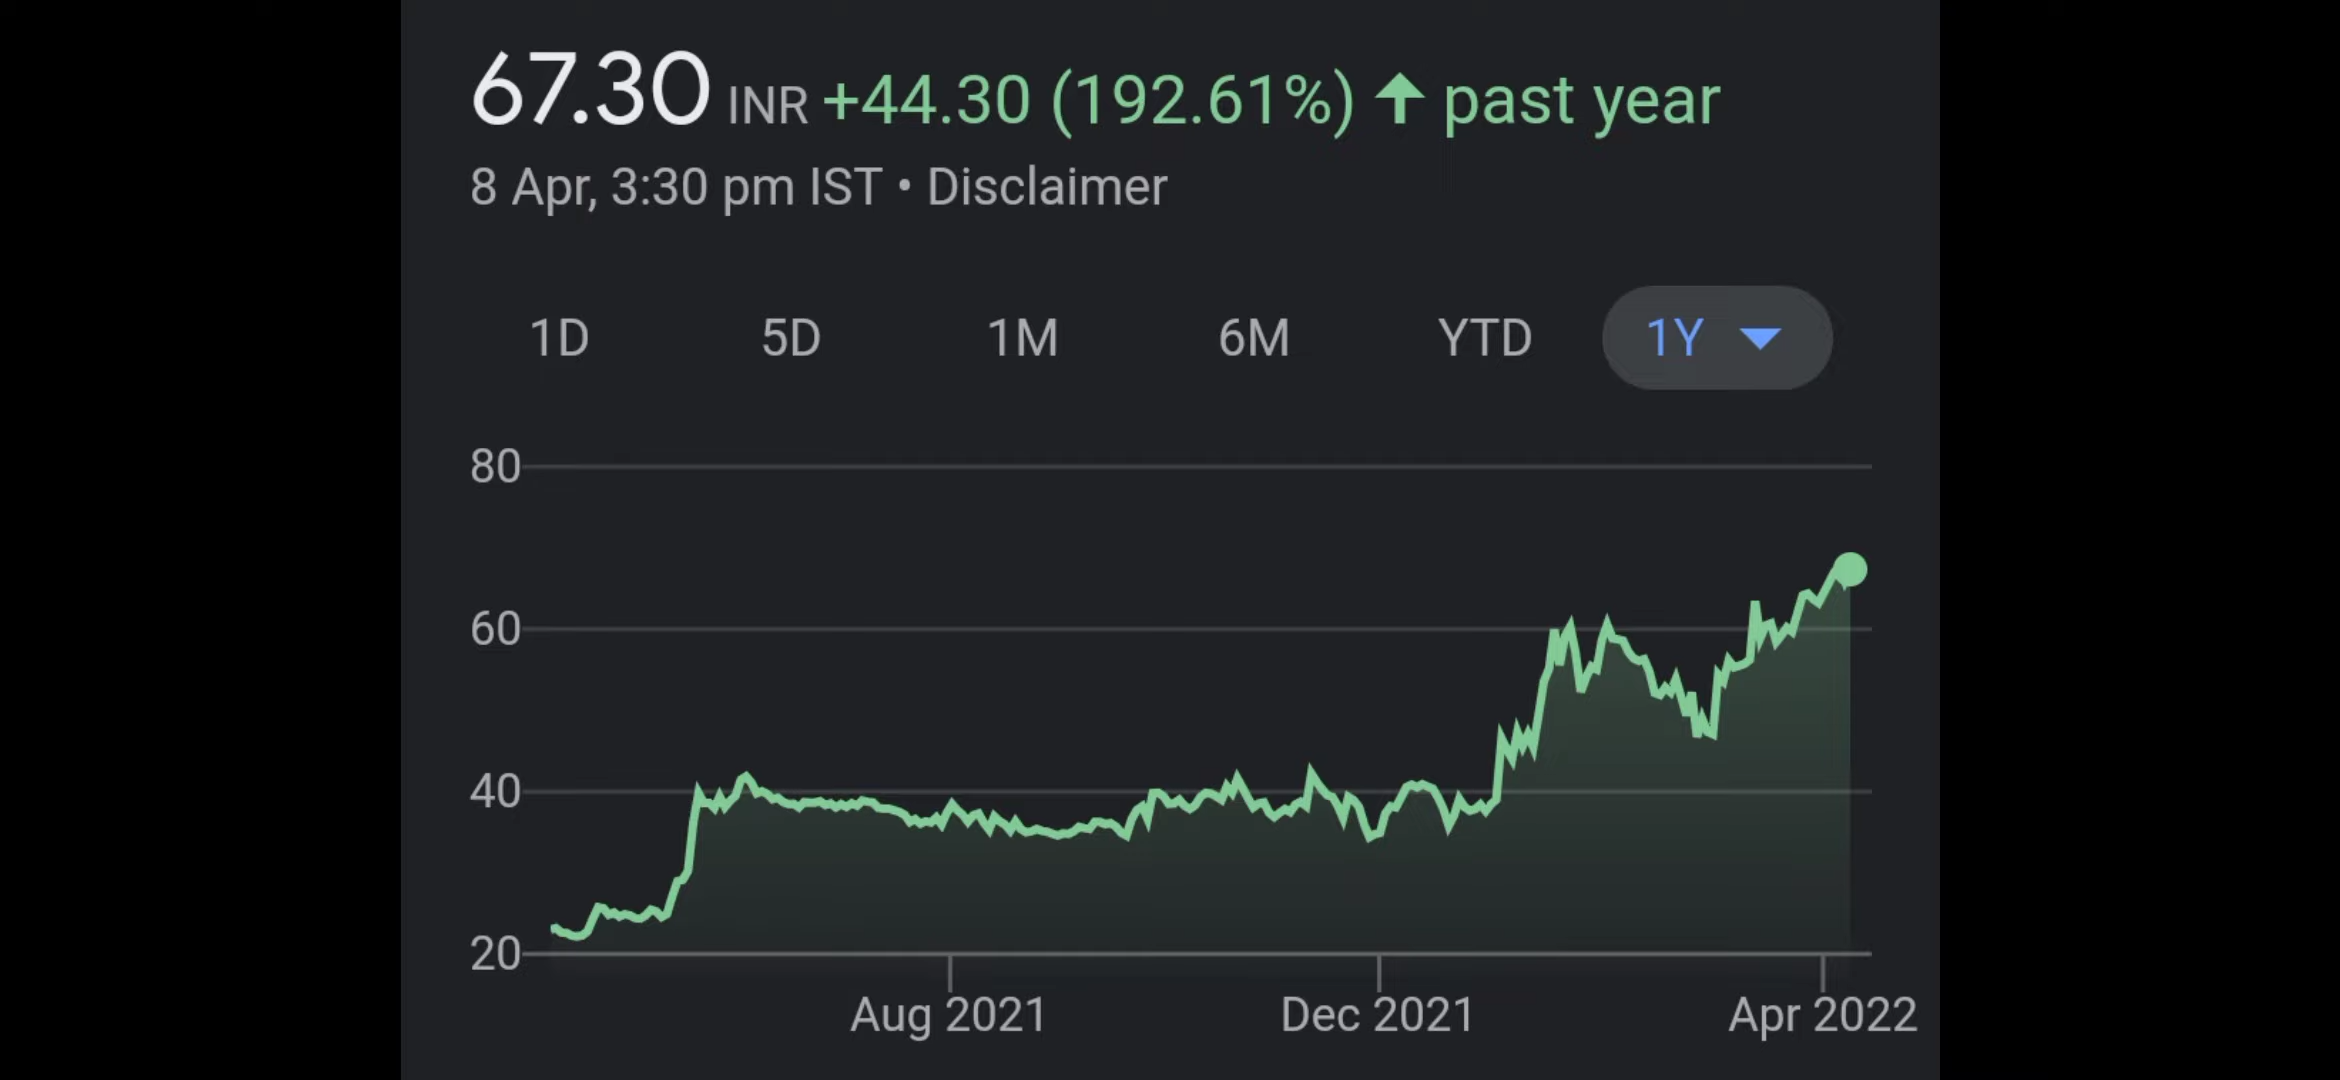 67.30 INR +44.30 (192.61%) ↑ past year
8 Apr, 3:30 pm IST • Disclaimer
1D 5D 1M 6M YTD 1Y
80
60
40
20
Aug 2021 Dec 2021 Apr 2022